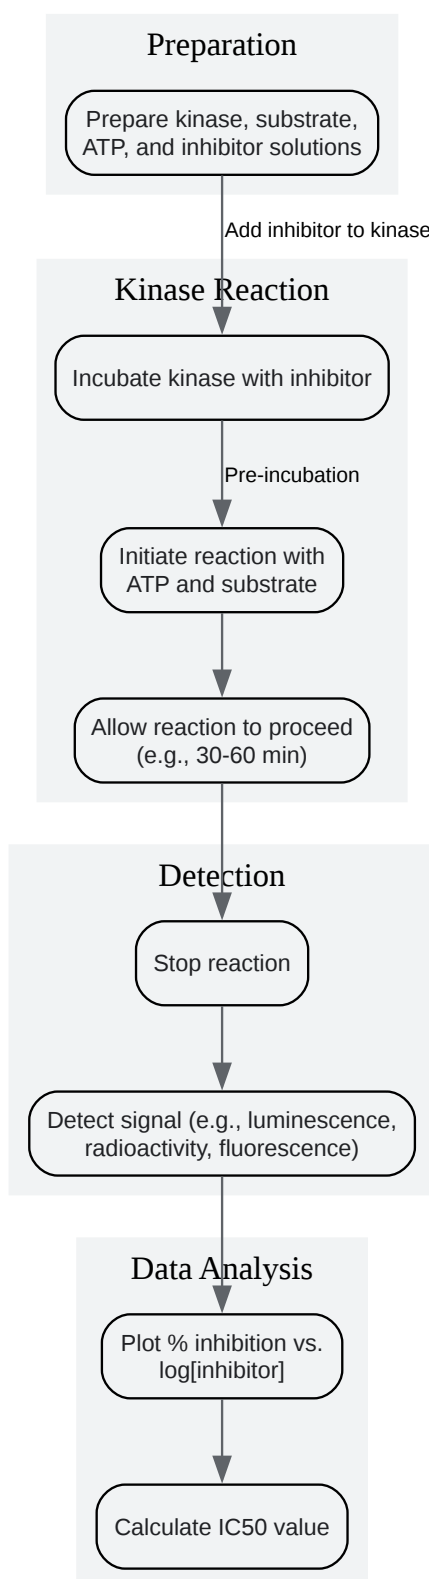 Preparation
Prepare kinase, substrate,
ATP, and inhibitor solutions
Add inhibitor to kinase
Kinase Reaction
Incubate kinase with inhibitor
Pre-incubation
Initiate reaction with
ATP and substrate
Allow reaction to proceed
(e.g., 30-60 min)
Detection
Stop reaction
Detect signal (e.g., luminescence,
radioactivity, fluorescence)
Data Analysis
Plot % inhibition vs.
log[inhibitor]
Calculate IC50 value